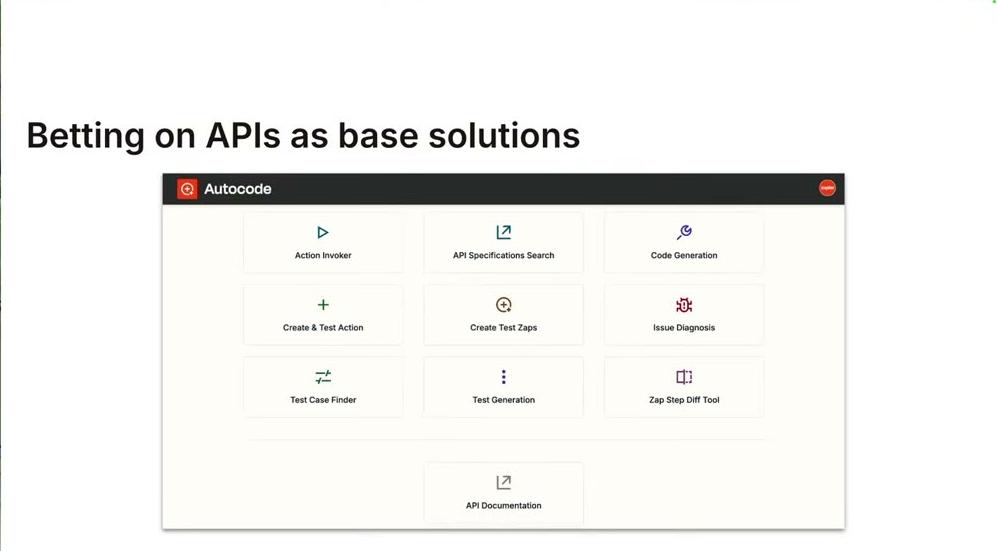 Betting on APIs as base solutions
Autocode
zapier
Action Invoker
API Specifications Search
Code Generation
Create & Test Action
Create Test Zaps
Issue Diagnosis
Test Case Finder
Test Generation
Zap Step Diff Tool
API Documentation